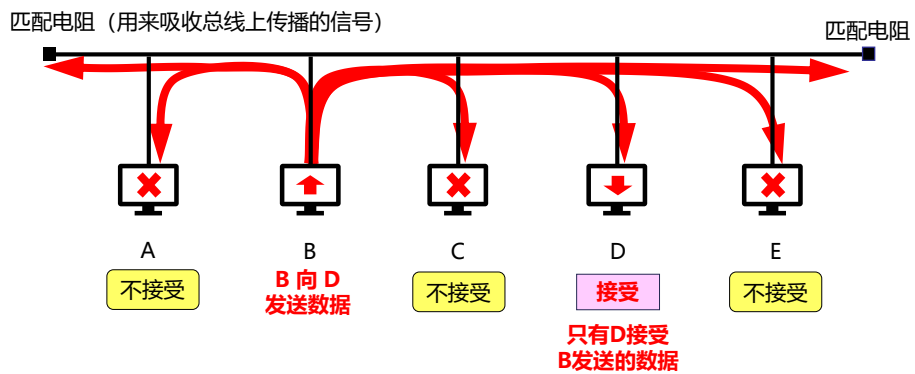 匹配电阻（用来吸收总线上传播的信号）
匹配电阻
A
B
C
D
E
不接受
B 向 D
发送数据
不接受
接受
不接受
只有D接受
B发送的数据